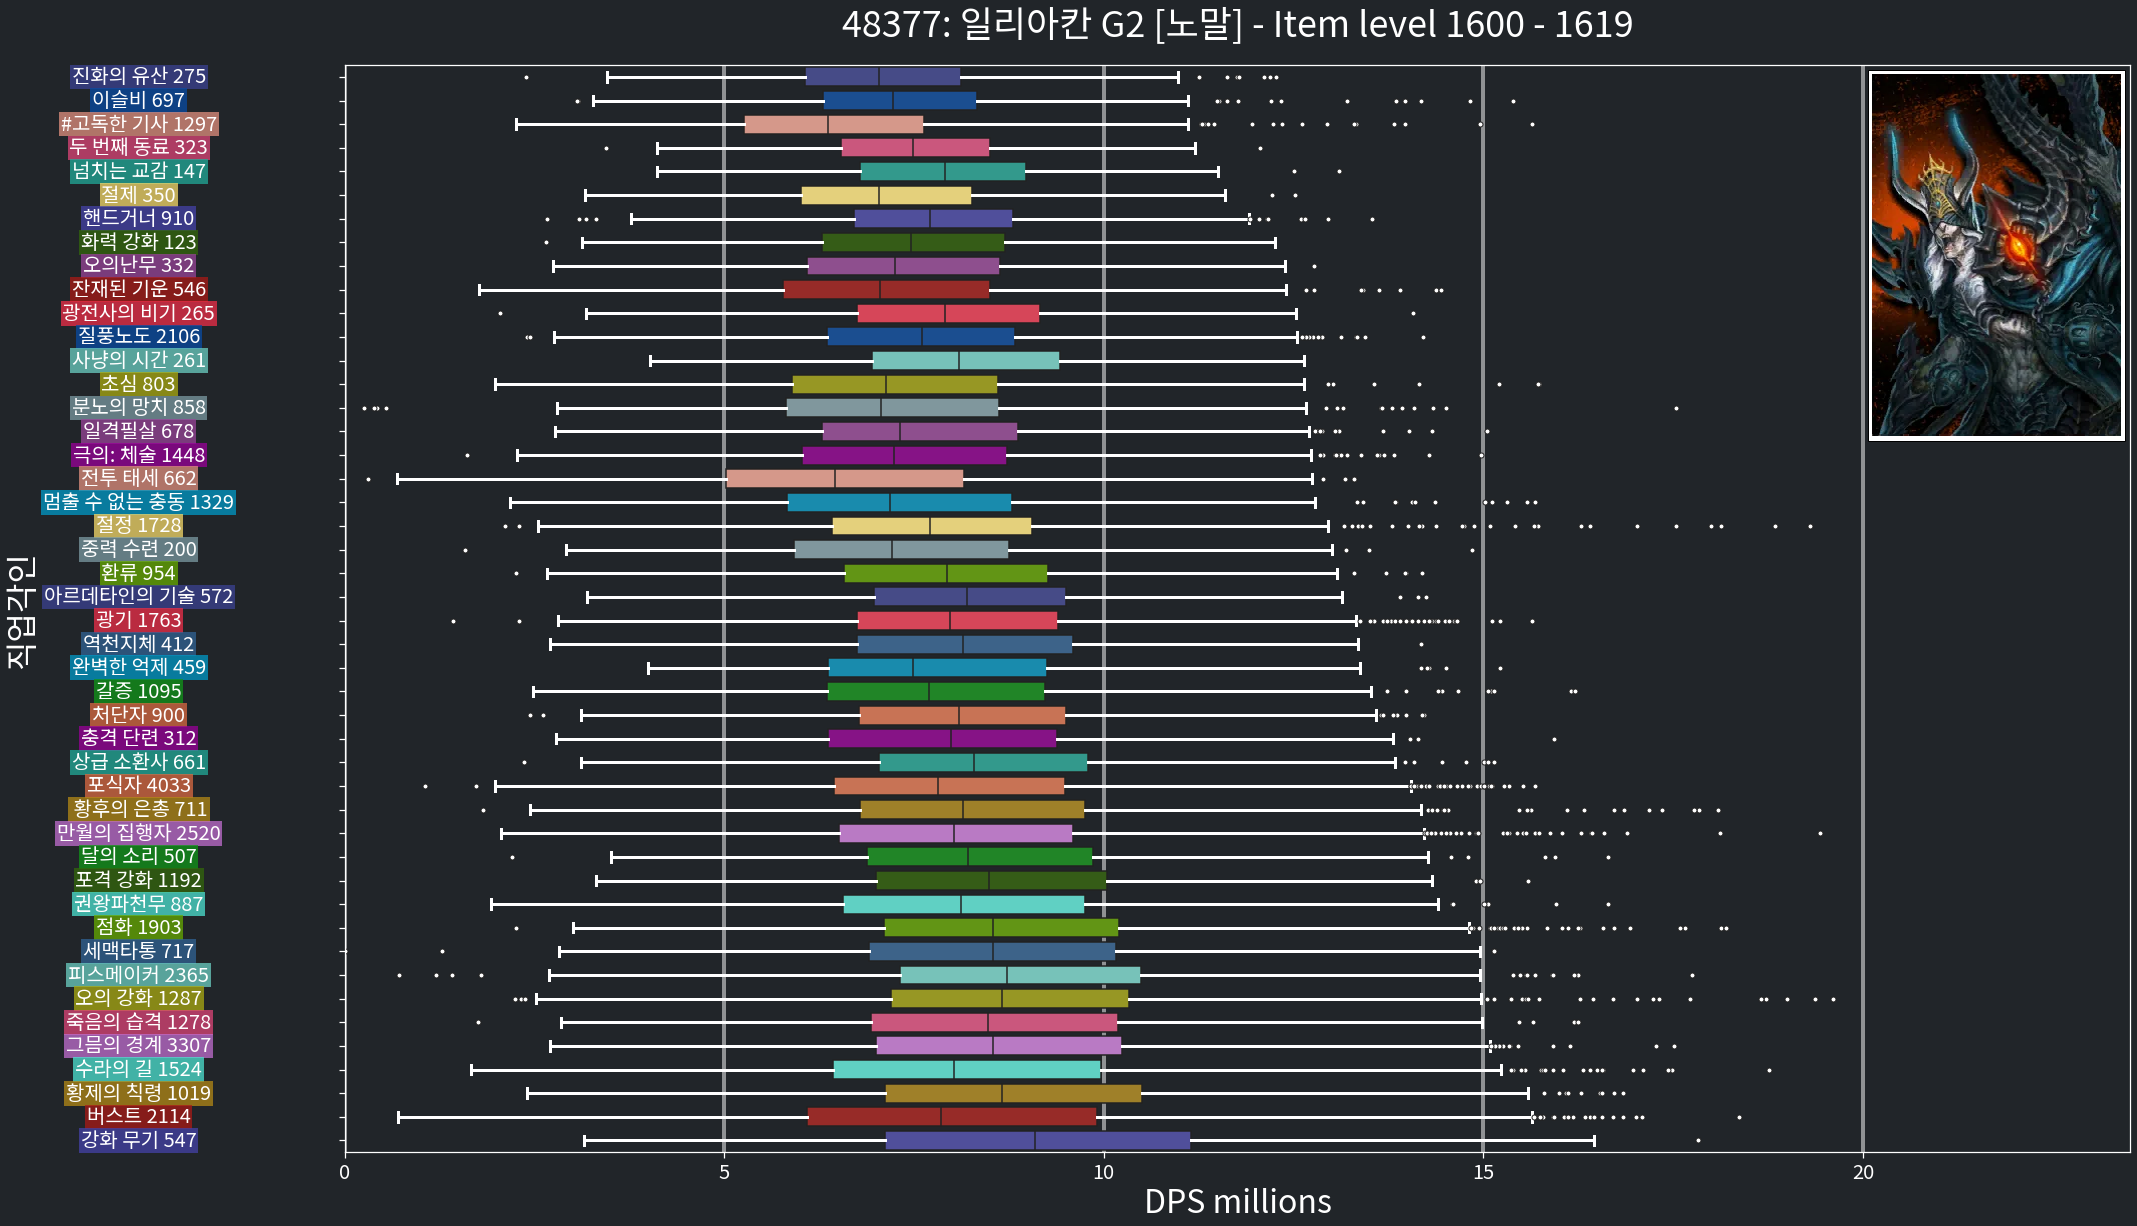 48377: 일리아칸 G2 [노말] - Item level 1600 - 1619
직업각인
진화의 유산 275
이슬비 697
#고독한 기사 1297
두 번째 동료 323
넘치는 교감 147
절제 350
핸드거너 910
화력 강화 123
오의난무 332
잔재된 기운 546
광전사의 비기 265
질풍노도 2106
사냥의 시간 261
초심 803
분노의 망치 858
일격필살 678
극의: 체술 1448
전투 태세 662
멈출 수 없는 충동 1329
절정 1728
중력 수련 200
환류 954
아르데타인의 기술 572
광기 1763
역천지체 412
완벽한 억제 459
갈증 1095
처단자 900
충격 단련 312
상급 소환사 661
포식자 4033
황후의 은총 711
만월의 집행자 2520
달의 소리 507
포격 강화 1192
권왕파천무 887
점화 1903
세맥타통 717
피스메이커 2365
오의 강화 1287
죽음의 습격 1278
그믐의 경계 3307
수라의 길 1524
황제의 칙령 1019
버스트 2114
강화 무기 547
0 5 10 15 20
DPS millions